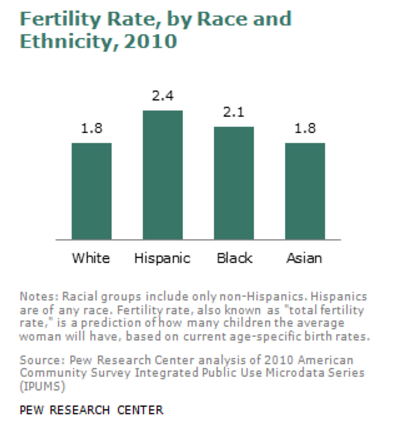 Fertility Rate, by Race and
Ethnicity, 2010
1.8
2.4
2.1
1.8
White
Hispanic
Black
Asian
Notes: Racial groups include only non-Hispanics. Hispanics
are of any race. Fertility rate, also known as "total fertility
rate," is a prediction of how many children the average
woman will have, based on current age-specific birth rates.
Source: Pew Research Center analysis of 2010 American
Community Survey Integrated Public Use Microdata Series
(IPUMS)
PEW RESEARCH CENTER